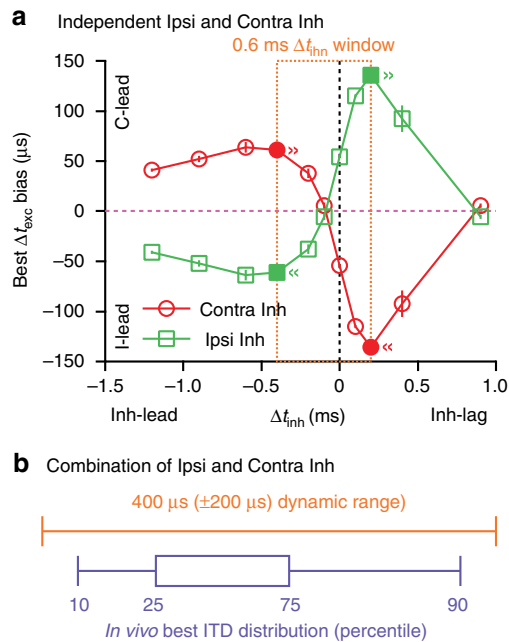 a Independent Ipsi and Contra Inh
0.6 ms Δtihn window
150
100
50
0
−50
−100
−150
C-lead
I-lead
Best Δtexc bias (µs)
»
»
«
«
Contra Inh
Ipsi Inh
−1.5
−1.0
−0.5
0
0.5
1.0
Inh-lead
Δtinh (ms)
Inh-lag
b Combination of Ipsi and Contra Inh
400 µs (±200 µs) dynamic range)
10
25
75
90
In vivo best ITD distribution (percentile)